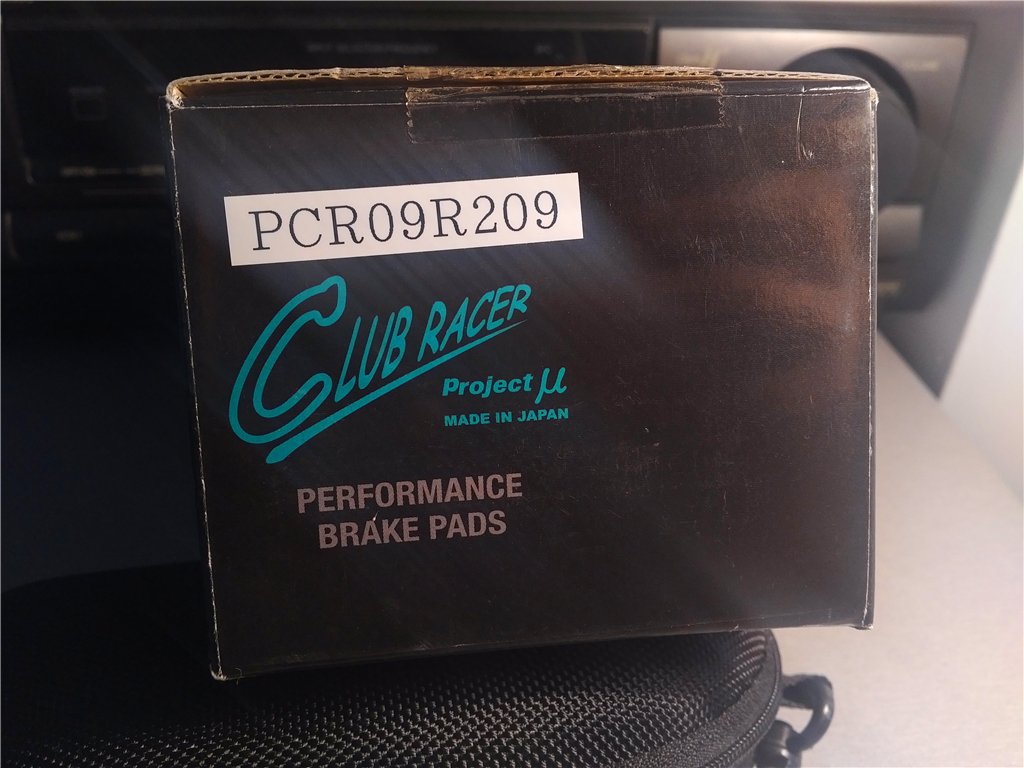 PCR09R209
CLUB RACER
Project μ
MADE IN JAPAN
PERFORMANCE
BRAKE PADS